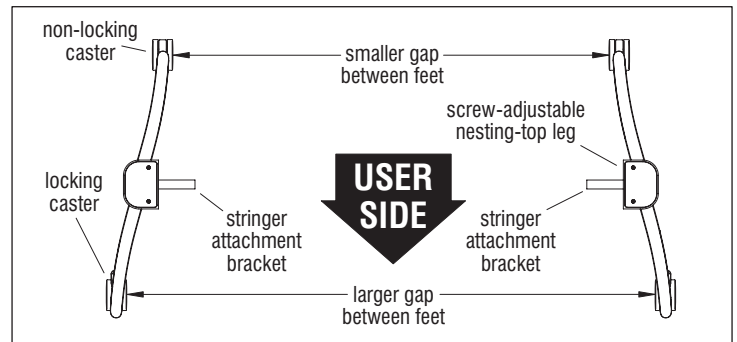 non-locking
caster
smaller gap
between feet
screw-adjustable
nesting-top leg
locking
caster
USER
SIDE
stringer
attachment
bracket
stringer
attachment
bracket
larger gap
between feet